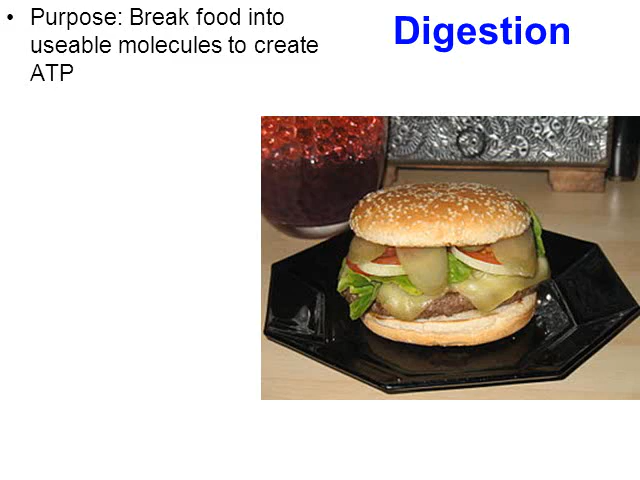 Digestion
• Purpose: Break food into
useable molecules to create
ATP